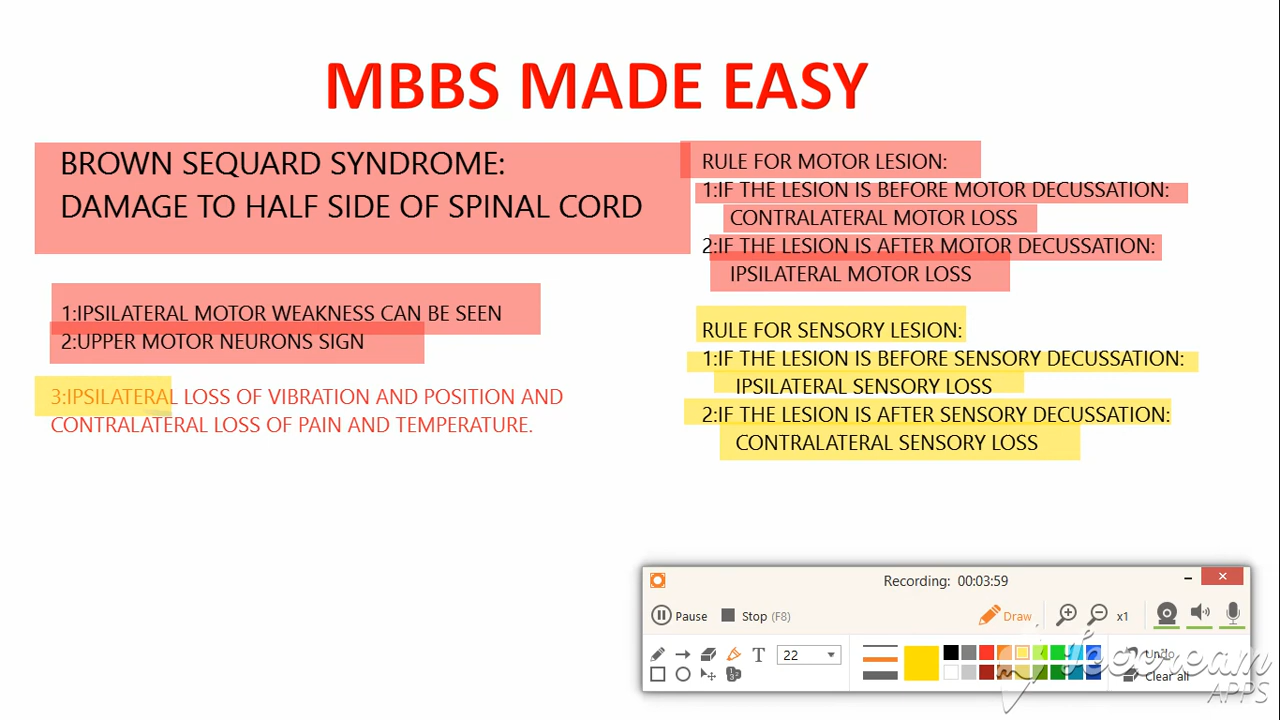 MBBS MADE EASY
BROWN SEQUARD SYNDROME:
DAMAGE TO HALF SIDE OF SPINAL CORD
1:IPSILATERAL MOTOR WEAKNESS CAN BE SEEN
2:UPPER MOTOR NEURONS SIGN
3:IPSILATERAL LOSS OF VIBRATION AND POSITION AND
CONTRALATERAL LOSS OF PAIN AND TEMPERATURE.
RULE FOR MOTOR LESION:
1:IF THE LESION IS BEFORE MOTOR DECUSSATION:
CONTRALATERAL MOTOR LOSS
2:IF THE LESION IS AFTER MOTOR DECUSSATION:
IPSILATERAL MOTOR LOSS
RULE FOR SENSORY LESION:
1:IF THE LESION IS BEFORE SENSORY DECUSSATION:
IPSILATERAL SENSORY LOSS
2:IF THE LESION IS AFTER SENSORY DECUSSATION:
CONTRALATERAL SENSORY LOSS
Recording: 00:03:59
Pause Stop (F8) Draw x1
T 22 Undo
Clear all
Icecream
APPS